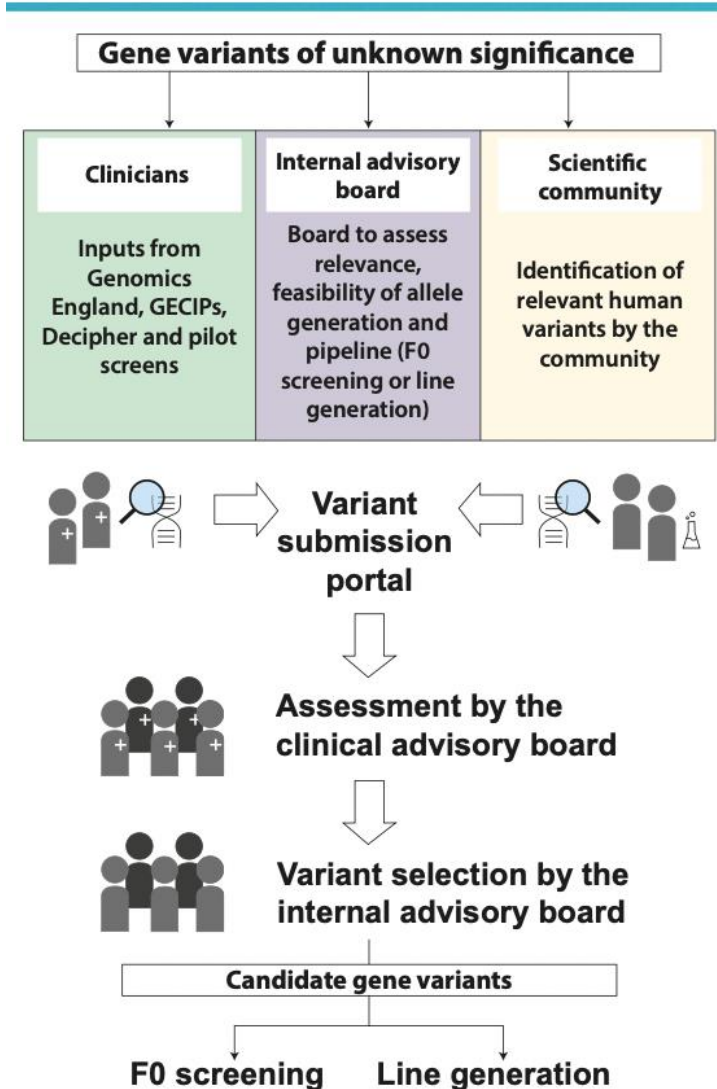 Gene variants of unknown significance
Clinicians
Inputs from
Genomics
England, GECIPs,
Decipher and pilot
screens
Internal advisory
board
Board to assess
relevance,
feasibility of allele
generation and
pipeline (F0
screening or line
generation)
Scientific
community
Identification of
relevant human
variants by the
community
Variant
submission
portal
Assessment by the
clinical advisory board
Variant selection by the
internal advisory board
Candidate gene variants
F0 screening
Line generation